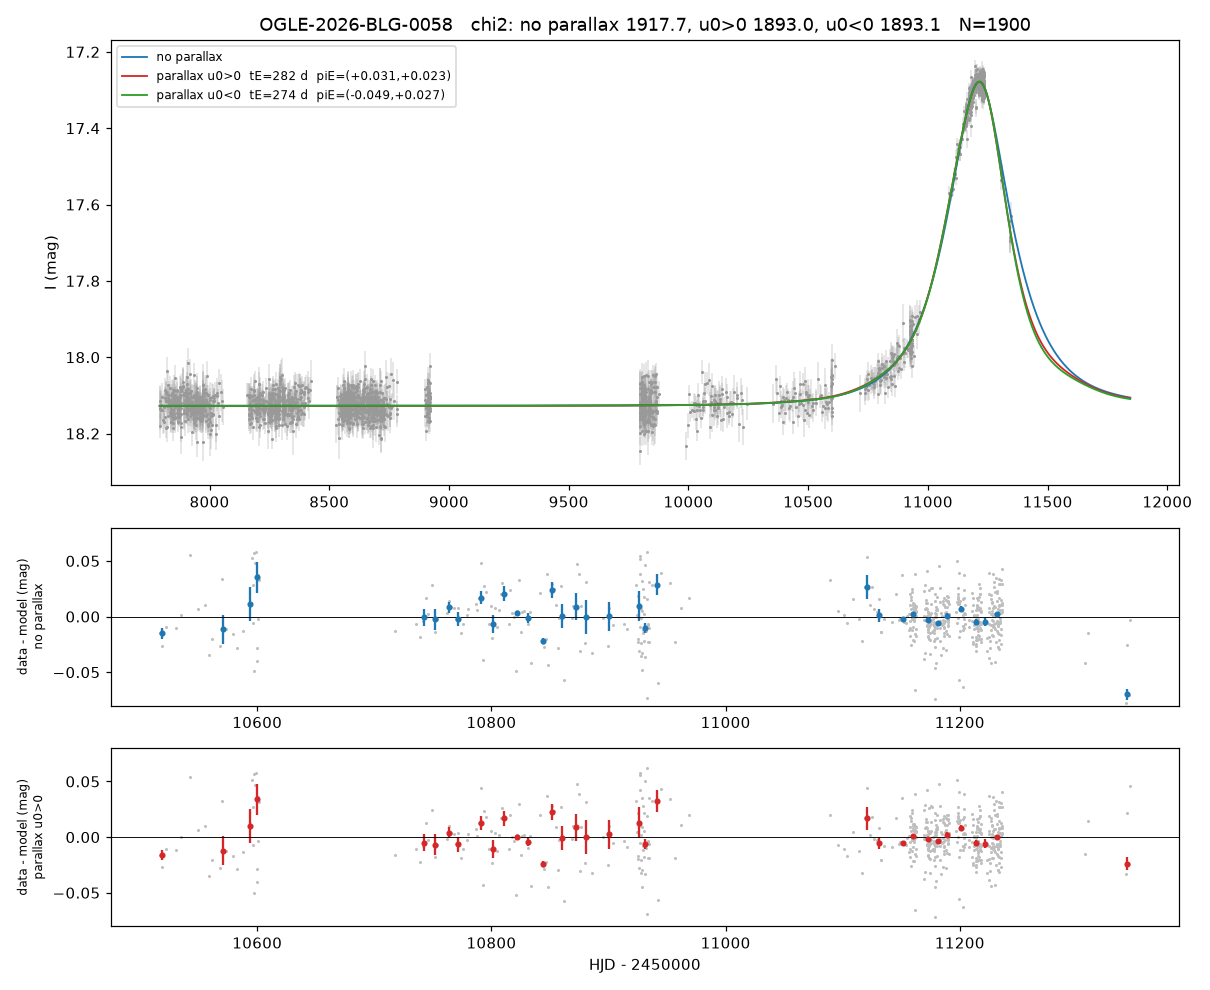 OGLE-2026-BLG-0058   chi2: no parallax 1917.7, u0>0 1893.0, u0<0 1893.1   N=1900
no parallax
parallax u0>0  tE=282 d  piE=(+0.031,+0.023)
parallax u0<0  tE=274 d  piE=(-0.049,+0.027)
I (mag)
17.2
17.4
17.6
17.8
18.0
18.2
8000 8500 9000 9500 10000 10500 11000 11500 12000
data - model (mag)
no parallax
0.05
0.00
−0.05
10600 10800 11000 11200
data - model (mag)
parallax u0>0
0.05
0.00
−0.05
10600 10800 11000 11200
HJD - 2450000